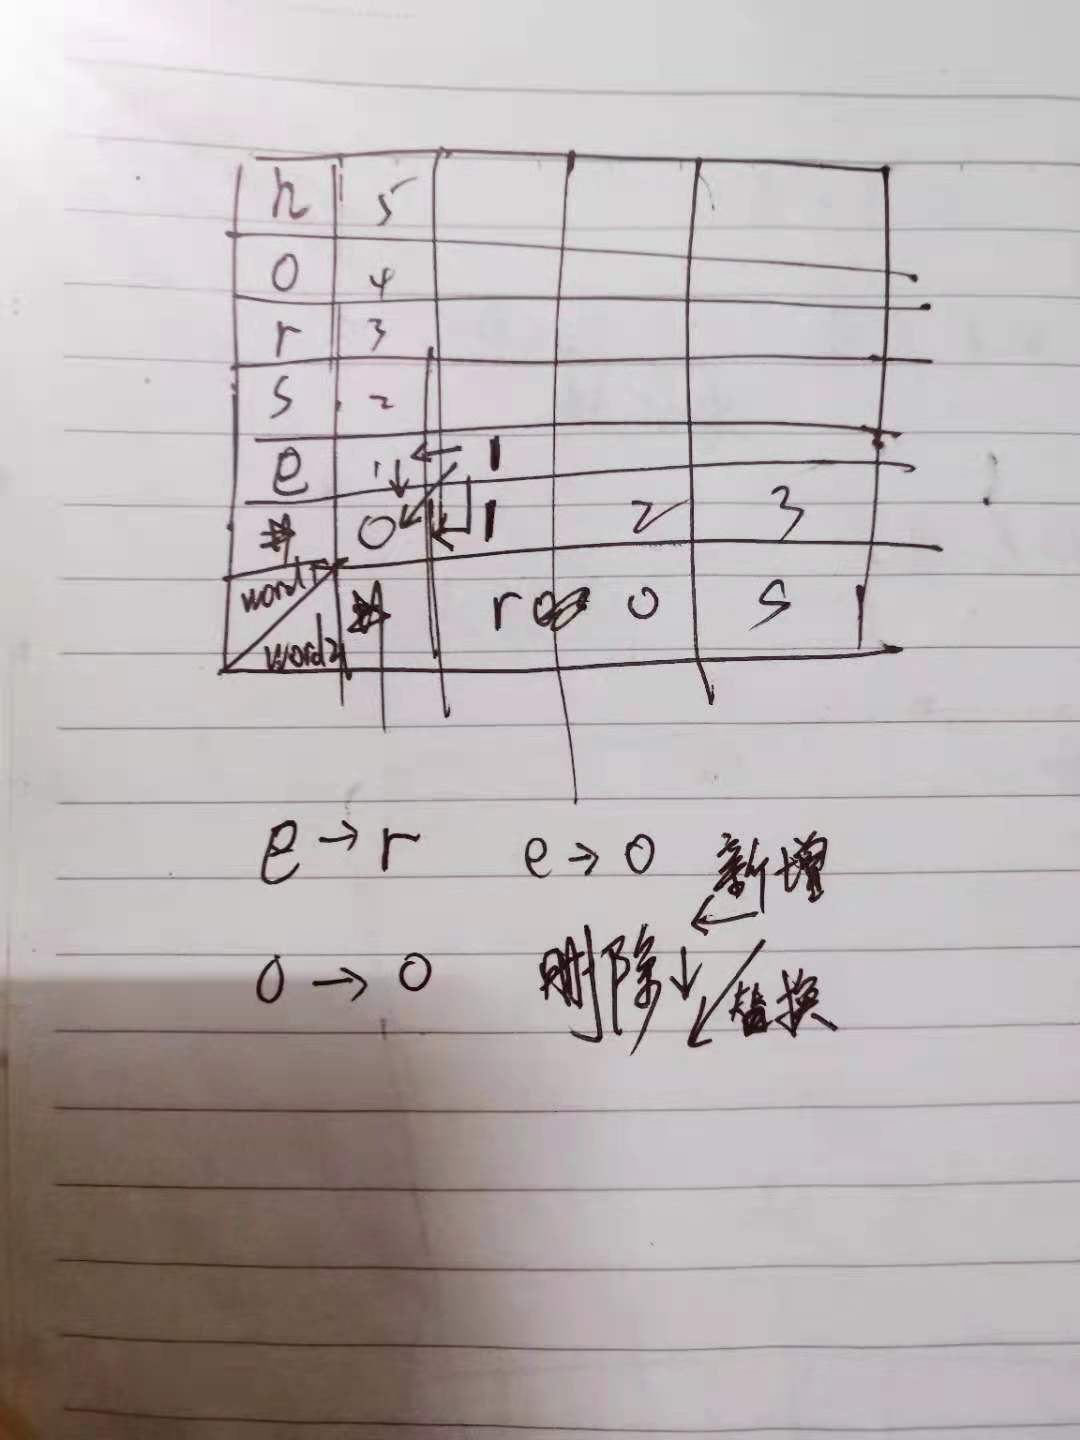 h 5
o 4
r 3
s 2
e 1 ← 1
# 0 1 2 3
word1 # r o s
word2
e → r e → o 新增
←
o → o 删除 ↓ ↙ 替换